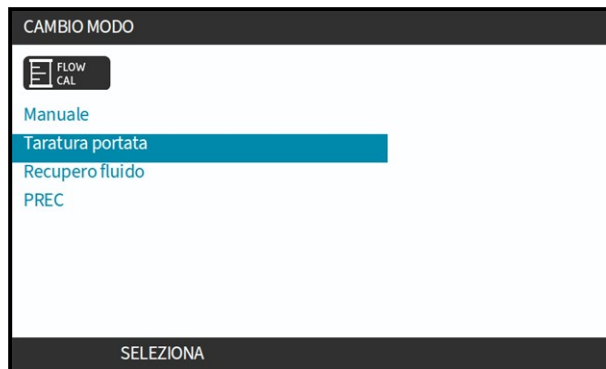 CAMBIO MODO
FLOW
CAL
Manuale
Taratura portata
Recupero fluido
PREC
SELEZIONA